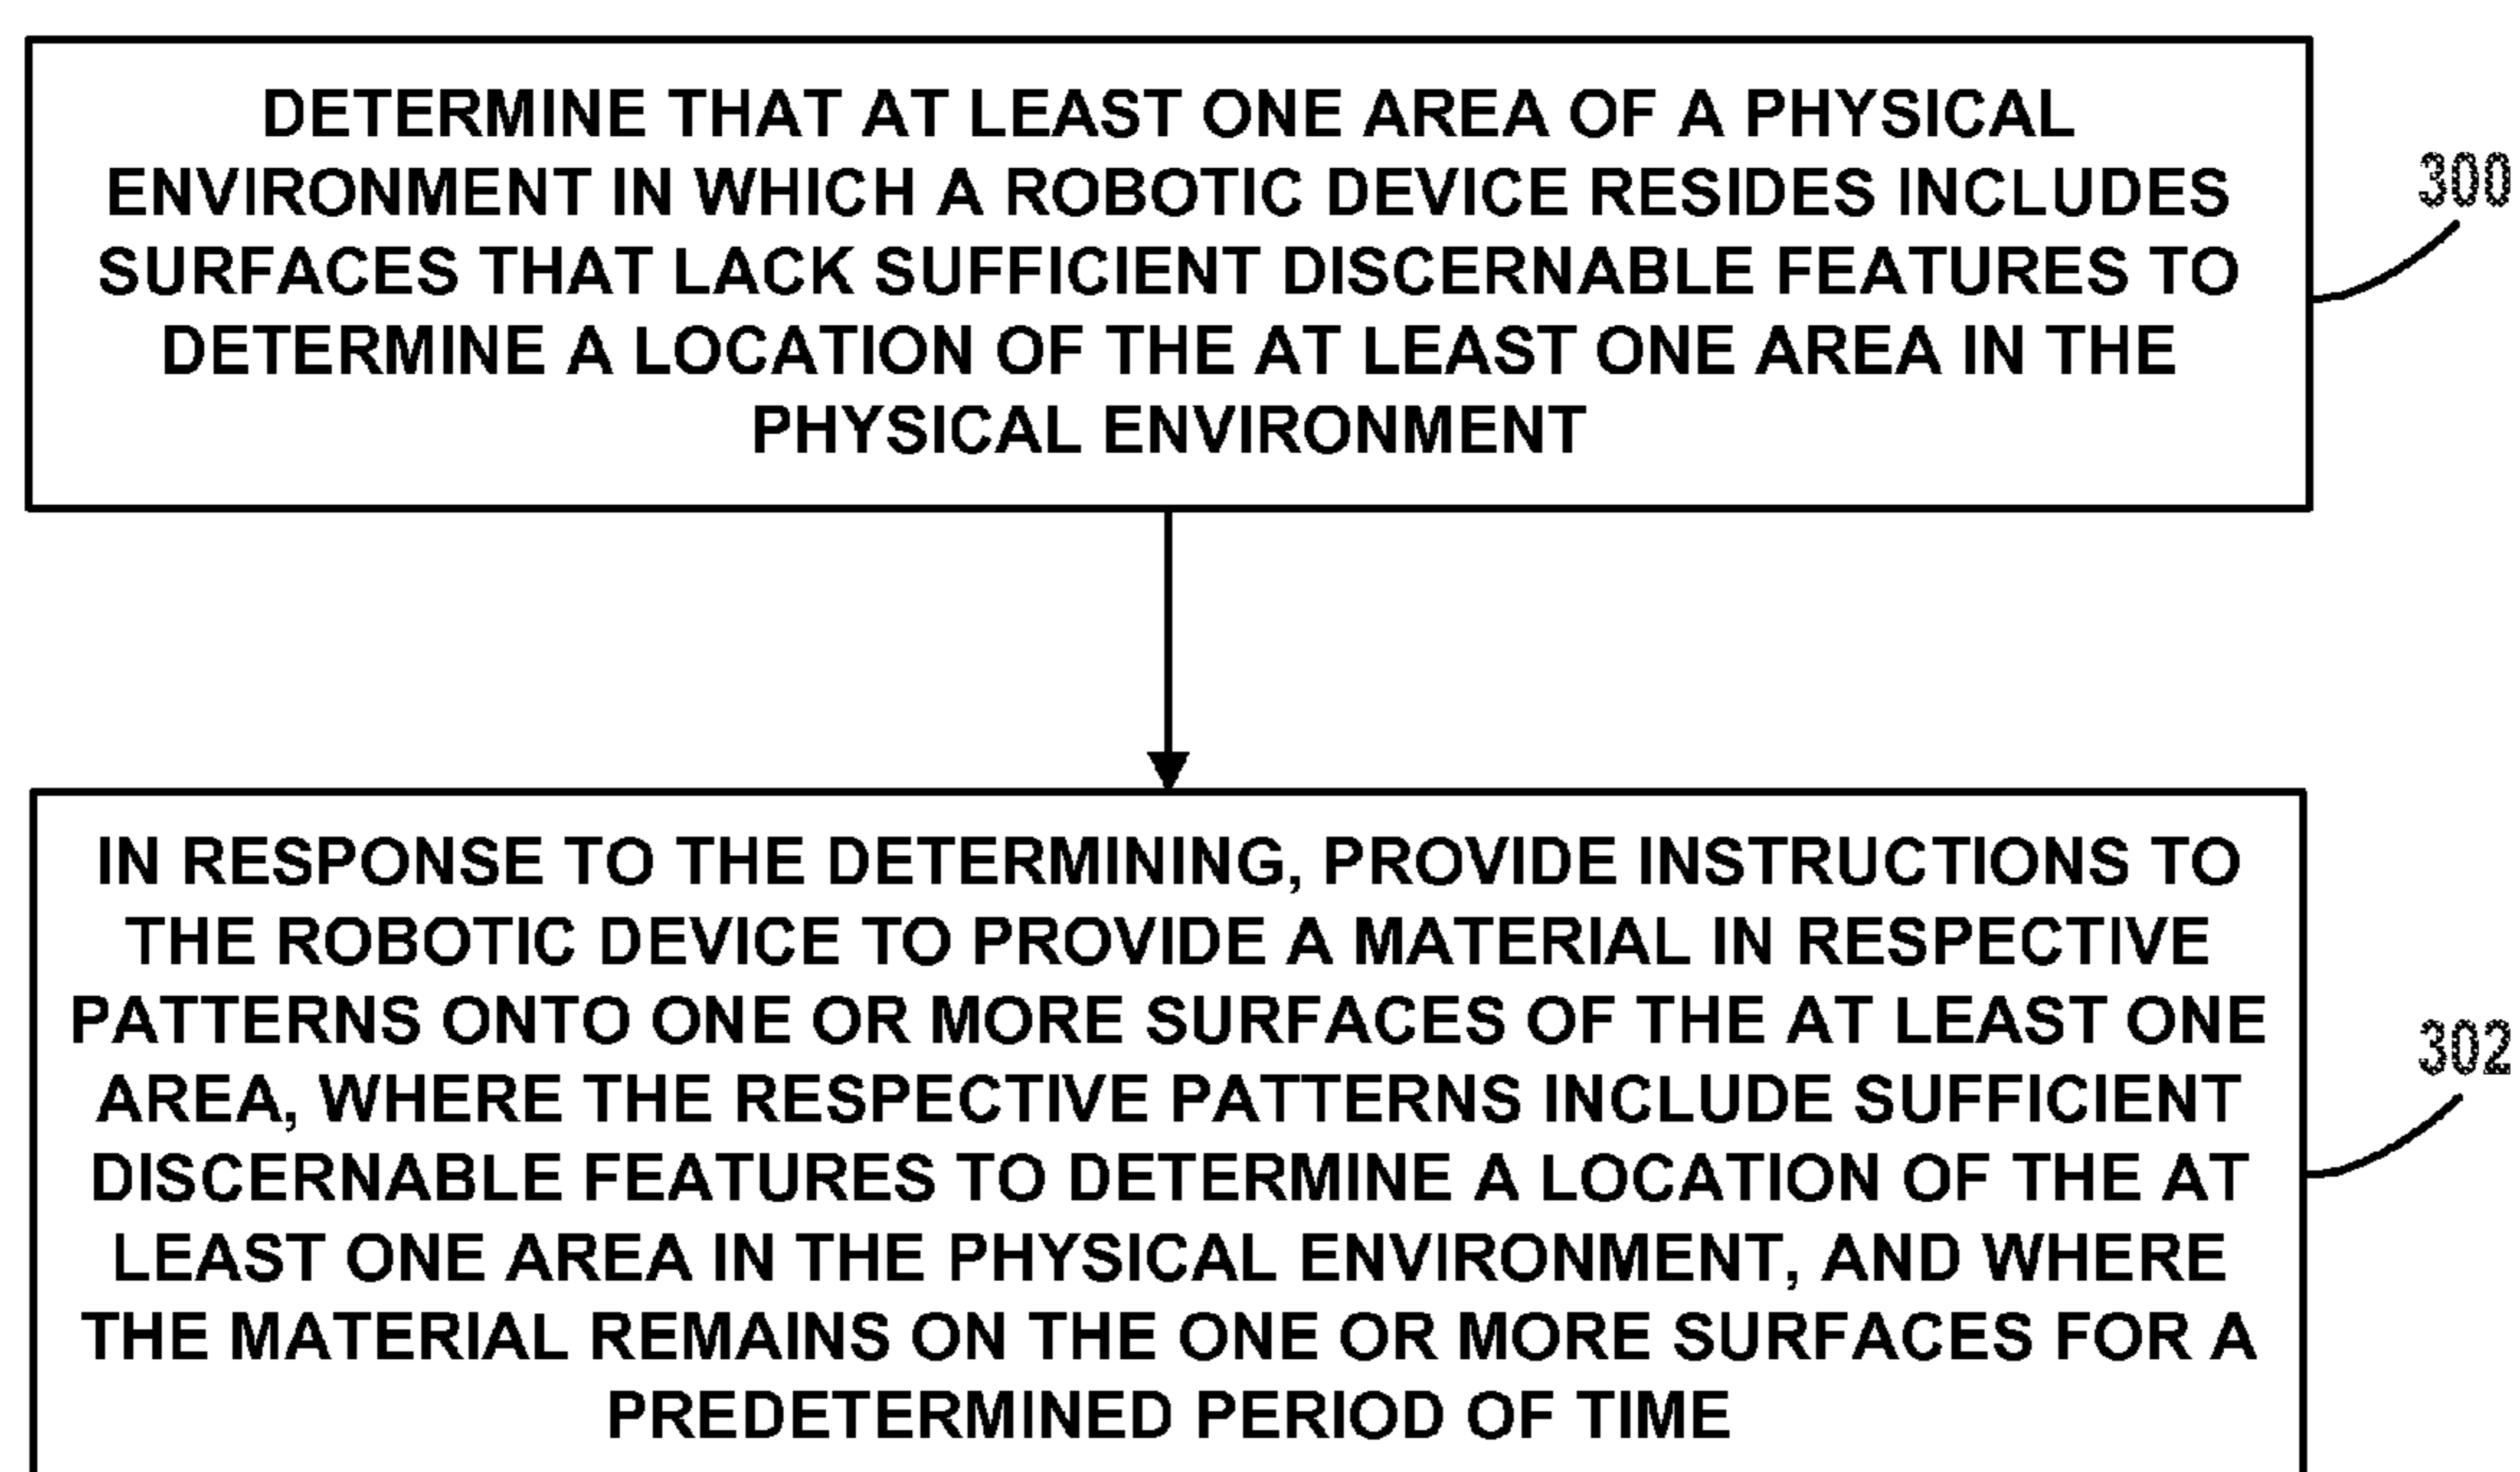 DETERMINE THAT AT LEAST ONE AREA OF A PHYSICAL
ENVIRONMENT IN WHICH A ROBOTIC DEVICE RESIDES INCLUDES
SURFACES THAT LACK SUFFICIENT DISCERNABLE FEATURES TO
DETERMINE A LOCATION OF THE AT LEAST ONE AREA IN THE
PHYSICAL ENVIRONMENT
300
IN RESPONSE TO THE DETERMINING, PROVIDE INSTRUCTIONS TO
THE ROBOTIC DEVICE TO PROVIDE A MATERIAL IN RESPECTIVE
PATTERNS ONTO ONE OR MORE SURFACES OF THE AT LEAST ONE
AREA, WHERE THE RESPECTIVE PATTERNS INCLUDE SUFFICIENT
DISCERNABLE FEATURES TO DETERMINE A LOCATION OF THE AT
LEAST ONE AREA IN THE PHYSICAL ENVIRONMENT, AND WHERE
THE MATERIAL REMAINS ON THE ONE OR MORE SURFACES FOR A
PREDETERMINED PERIOD OF TIME
302